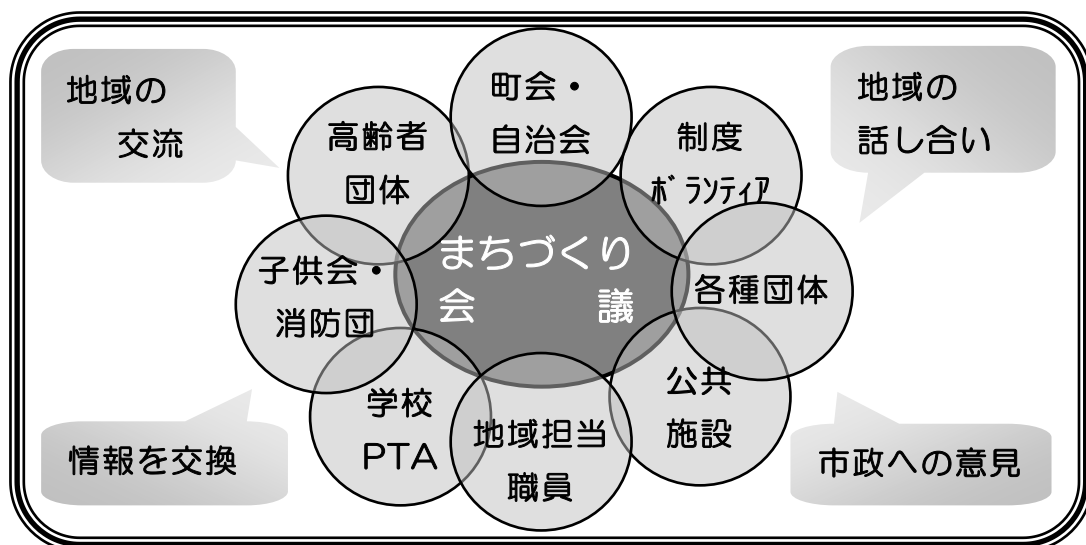 地域の
交流
町会・
自治会
地域の
話し合い
高齢者
団体
制度
ﾎﾞﾗﾝﾃｨｱ
まちづくり
会議
子供会・
消防団
各種団体
学校
PTA
地域担当
職員
公共
施設
情報を交換
市政への意見